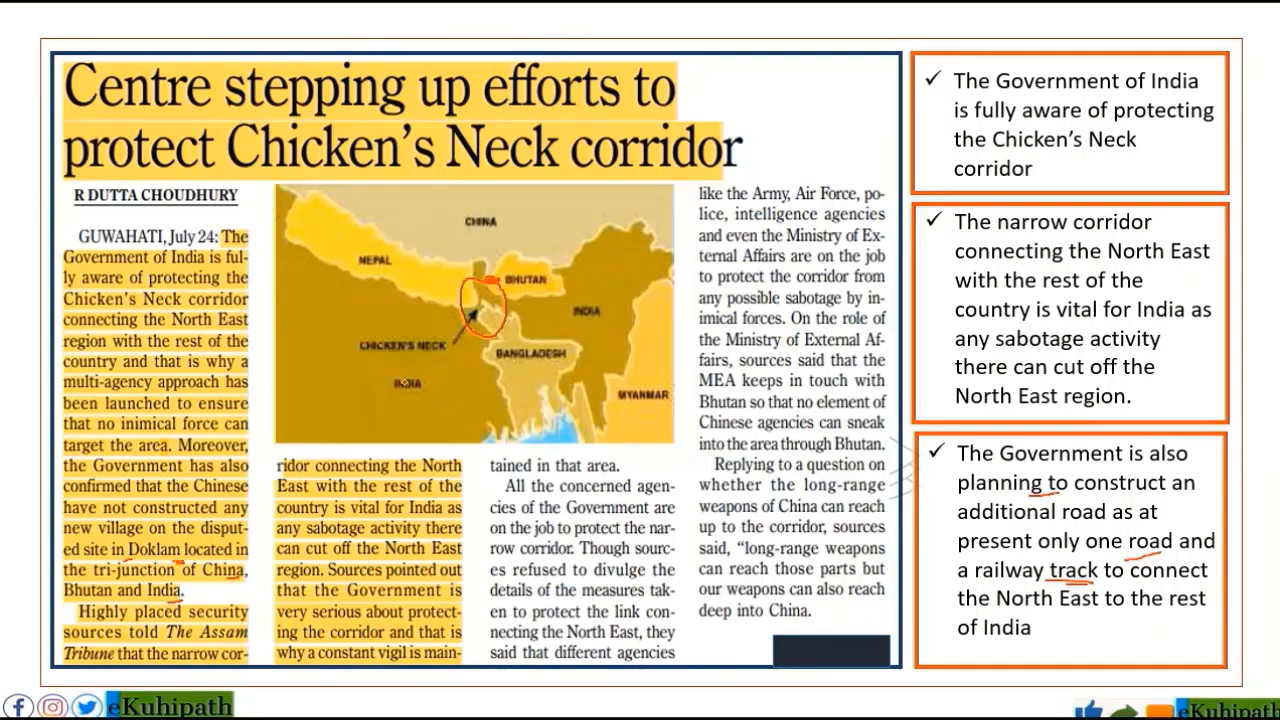 Centre stepping up efforts to
protect Chicken's Neck corridor
R DUTTA CHOUDHURY
GUWAHATI, July 24: The
Government of India is ful-
ly aware of protecting the
Chicken's Neck corridor
connecting the North East
region with the rest of the
country and that is why a
multi-agency approach has
been launched to ensure
that no inimical force can
target the area. Moreover,
the Government has also
confirmed that the Chinese
have not constructed any
new village on the disput-
ed site in Doklam located in
the tri-junction of China,
Bhutan and India.
Highly placed security
sources told The Assam
Tribune that the narrow cor-
CHINA
NEPAL
BHUTAN
INDIA
CHICKEN'S NECK
BANGLADESH
INDIA
MYANMAR
ridor connecting the North
East with the rest of the
country is vital for India as
any sabotage activity there
can cut off the North East
region. Sources pointed out
that the Government is
very serious about protect-
ing the corridor and that is
why a constant vigil is main-
tained in that area.
All the concerned agen-
cies of the Government are
on the job to protect the nar-
row corridor. Though sourc-
es refused to divulge the
details of the measures tak-
en to protect the link con-
necting the North East, they
said that different agencies
like the Army, Air Force, po-
lice, intelligence agencies
and even the Ministry of Ex-
ternal Affairs are on the job
to protect the corridor from
any possible sabotage by in-
imical forces. On the role of
the Ministry of External Af-
fairs, sources said that the
MEA keeps in touch with
Bhutan so that no element of
Chinese agencies can sneak
into the area through Bhutan.
Replying to a question on
whether the long-range
weapons of China can reach
up to the corridor, sources
said, "long-range weapons
can reach those parts but
our weapons can also reach
deep into China.
✓ The Government of India
is fully aware of protecting
the Chicken's Neck
corridor
✓ The narrow corridor
connecting the North East
with the rest of the
country is vital for India as
any sabotage activity
there can cut off the
North East region.
✓ The Government is also
planning to construct an
additional road as at
present only one road and
a railway track to connect
the North East to the rest
of India
eKuhipath
eKuhipath